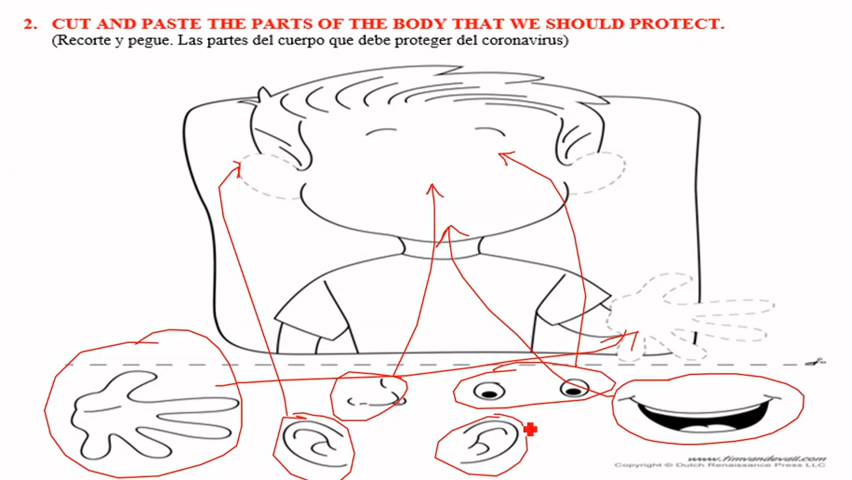 2. CUT AND PASTE THE PARTS OF THE BODY THAT WE SHOULD PROTECT.
(Recorte y pegue. Las partes del cuerpo que debe proteger del coronavirus)
www.timvandevall.com
Copyright © Dutch Renaissance Press LLC